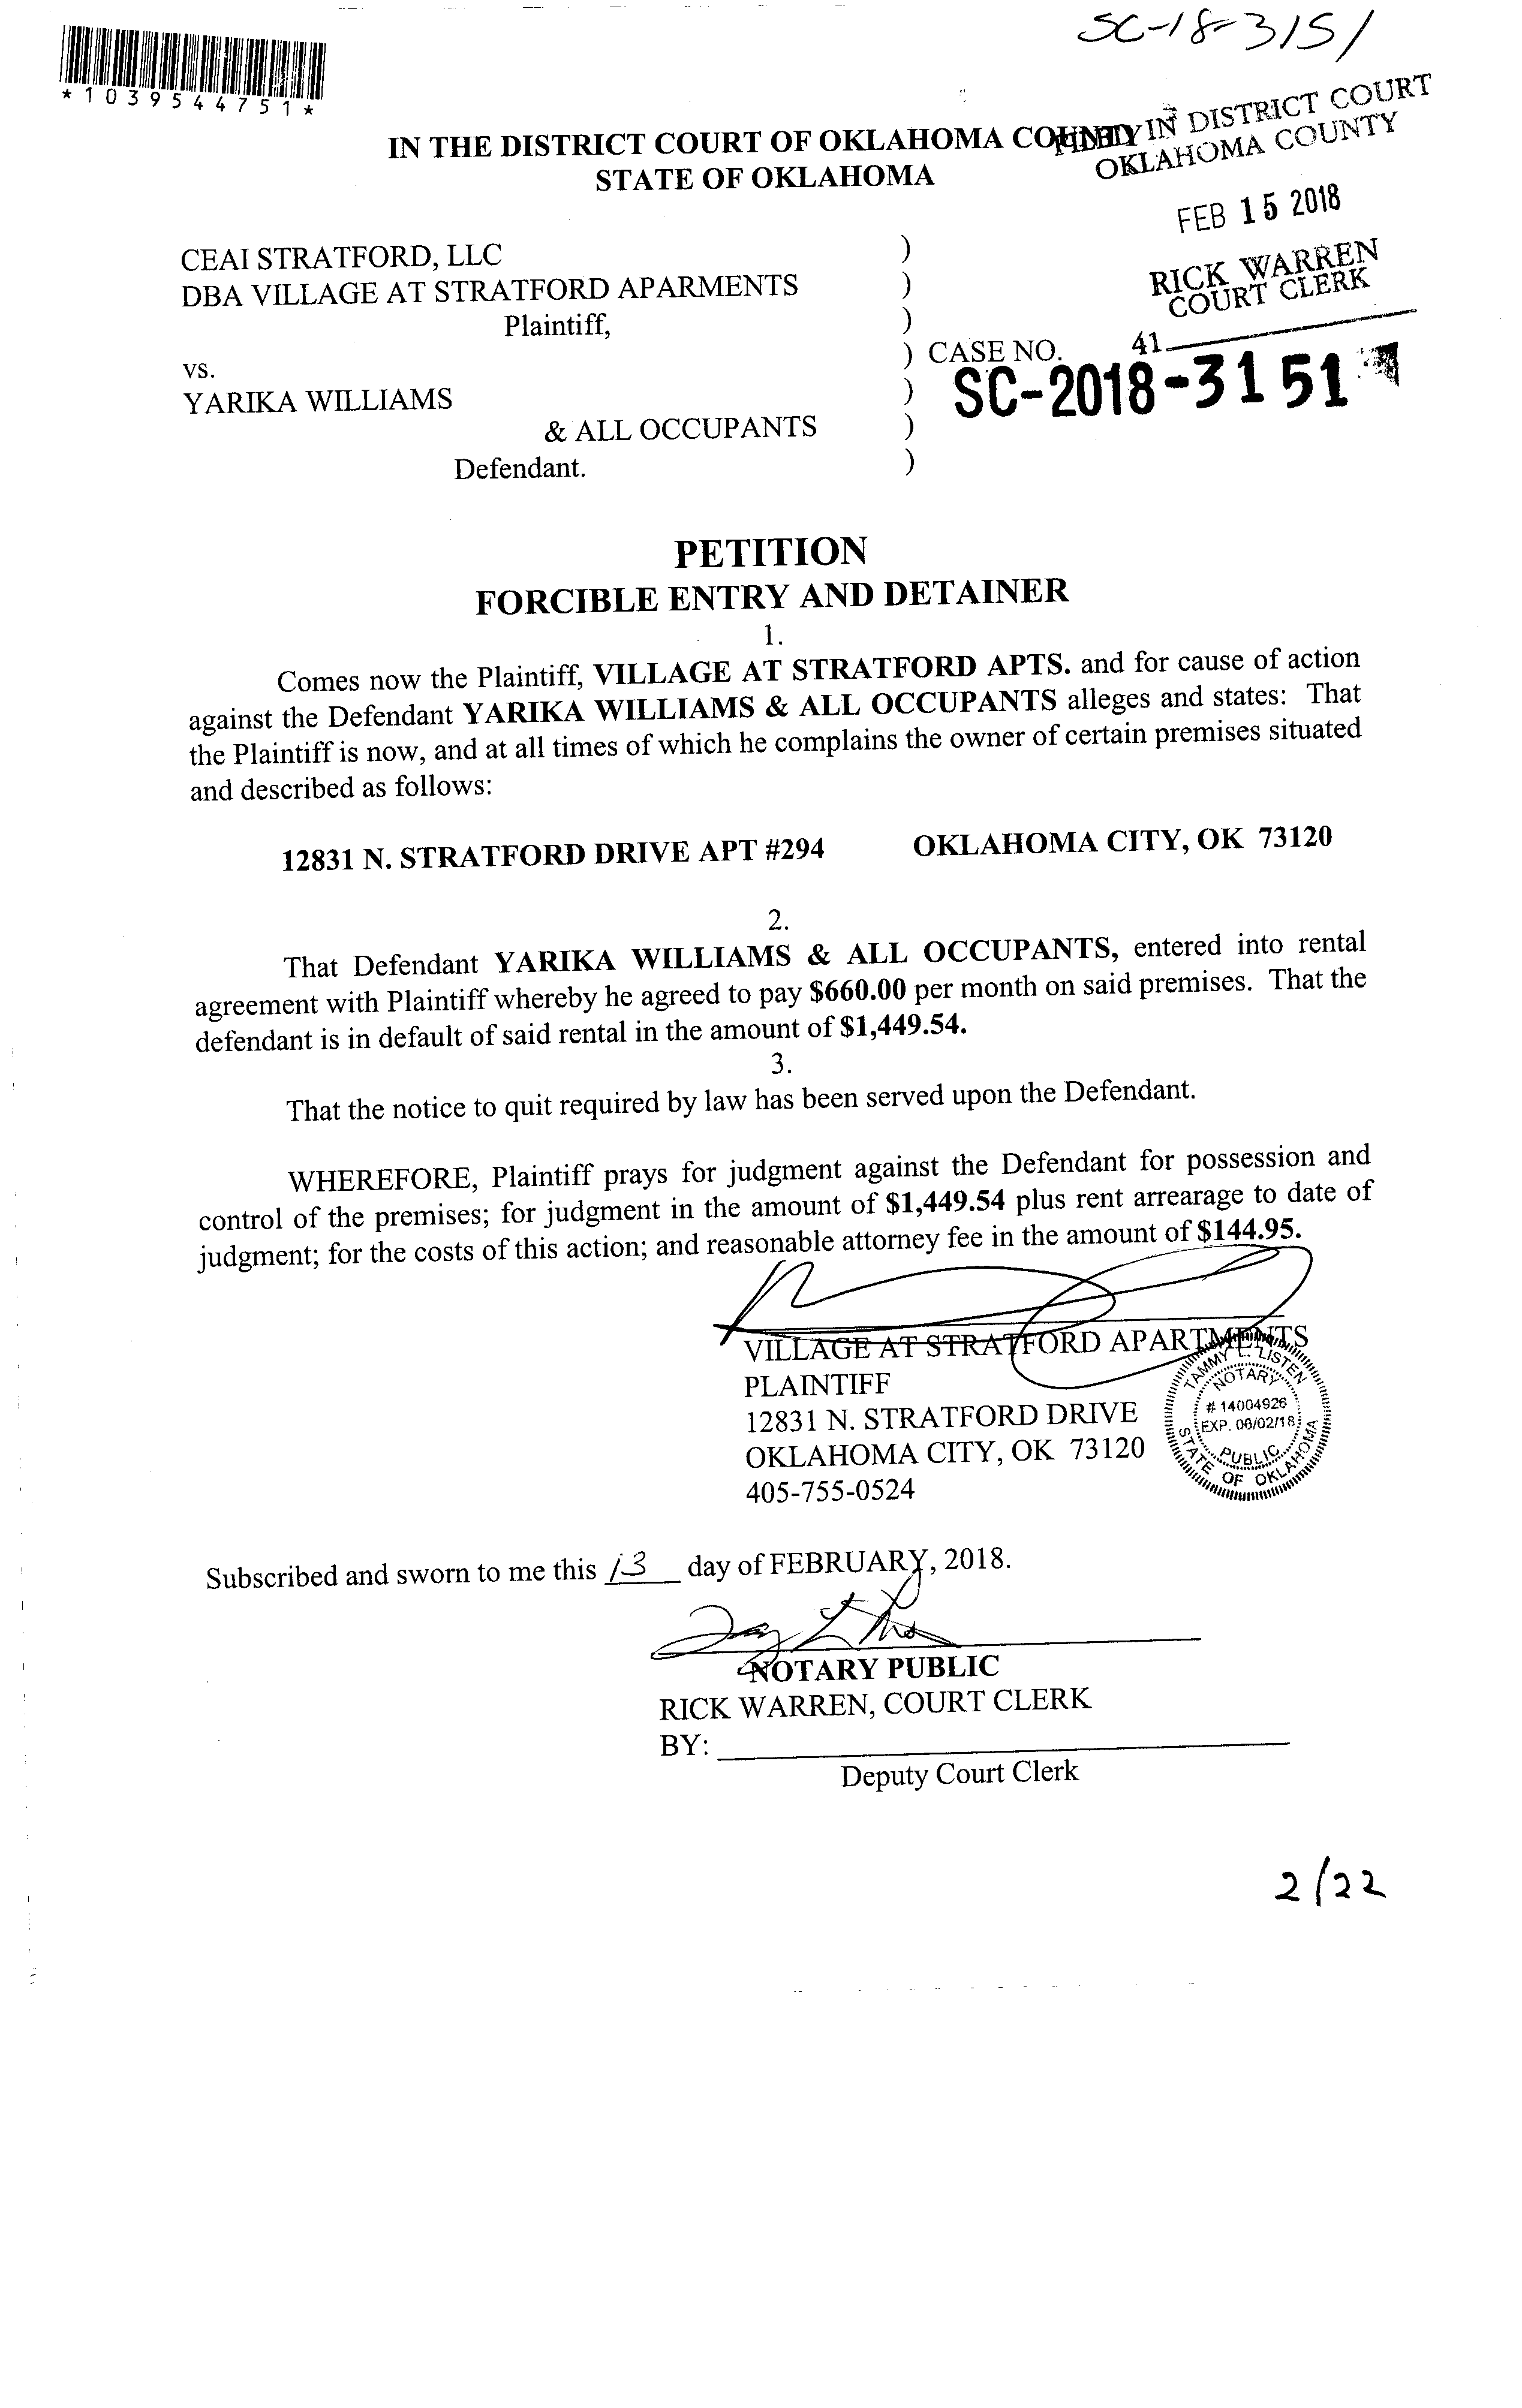 SC-18-3151
*1039544751*
IN THE DISTRICT COURT OF OKLAHOMA COUNTY
STATE OF OKLAHOMA
FILED IN DISTRICT COURT
OKLAHOMA COUNTY
FEB 15 2018
RICK WARREN
COURT CLERK
41
CEAI STRATFORD, LLC )
DBA VILLAGE AT STRATFORD APARMENTS )
Plaintiff, )
) CASE NO.
vs.
SC-2018-3151
YARIKA WILLIAMS )
& ALL OCCUPANTS )
Defendant. )
PETITION
FORCIBLE ENTRY AND DETAINER
1.
Comes now the Plaintiff, VILLAGE AT STRATFORD APTS. and for cause of action
against the Defendant YARIKA WILLIAMS & ALL OCCUPANTS alleges and states: That
the Plaintiff is now, and at all times of which he complains the owner of certain premises situated
and described as follows:
12831 N. STRATFORD DRIVE APT #294 OKLAHOMA CITY, OK 73120
2.
That Defendant YARIKA WILLIAMS & ALL OCCUPANTS, entered into rental
agreement with Plaintiff whereby he agreed to pay $660.00 per month on said premises. That the
defendant is in default of said rental in the amount of $1,449.54.
3.
That the notice to quit required by law has been served upon the Defendant.
WHEREFORE, Plaintiff prays for judgment against the Defendant for possession and
control of the premises; for judgment in the amount of $1,449.54 plus rent arrearage to date of
judgment; for the costs of this action; and reasonable attorney fee in the amount of $144.95.
VILLAGE AT STRATFORD APARTMENTS
PLAINTIFF
12831 N. STRATFORD DRIVE
OKLAHOMA CITY, OK 73120
405-755-0524
TAMMY L. LISTEN
NOTARY
# 14004926
EXP. 06/02/18
PUBLIC
STATE OF OKLAHOMA
Subscribed and sworn to me this 13 day of FEBRUARY, 2018.
NOTARY PUBLIC
RICK WARREN, COURT CLERK
BY:
Deputy Court Clerk
2/22